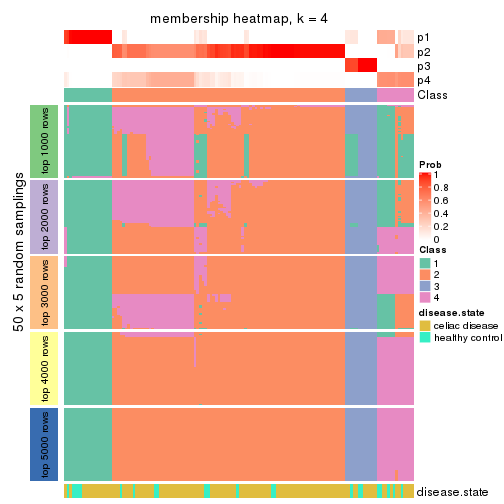 membership heatmap, k = 4
p1
p2
p3
p4
Class
50 x 5 random samplings
top 1000 rows
top 2000 rows
top 3000 rows
top 4000 rows
top 5000 rows
Prob
1
0.8
0.6
0.4
0.2
0
Class
1
2
3
4
disease.state
celiac disease
healthy control
disease.state